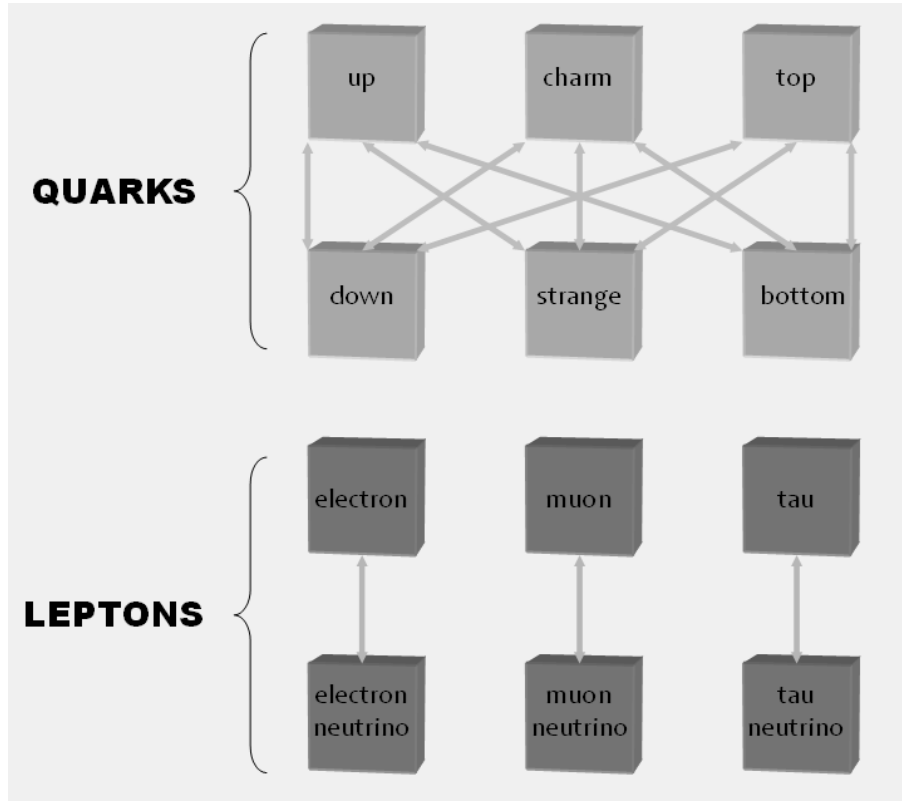 up
charm
top
QUARKS
down
strange
bottom
electron
muon
tau
LEPTONS
electron
neutrino
muon
neutrino
tau
neutrino